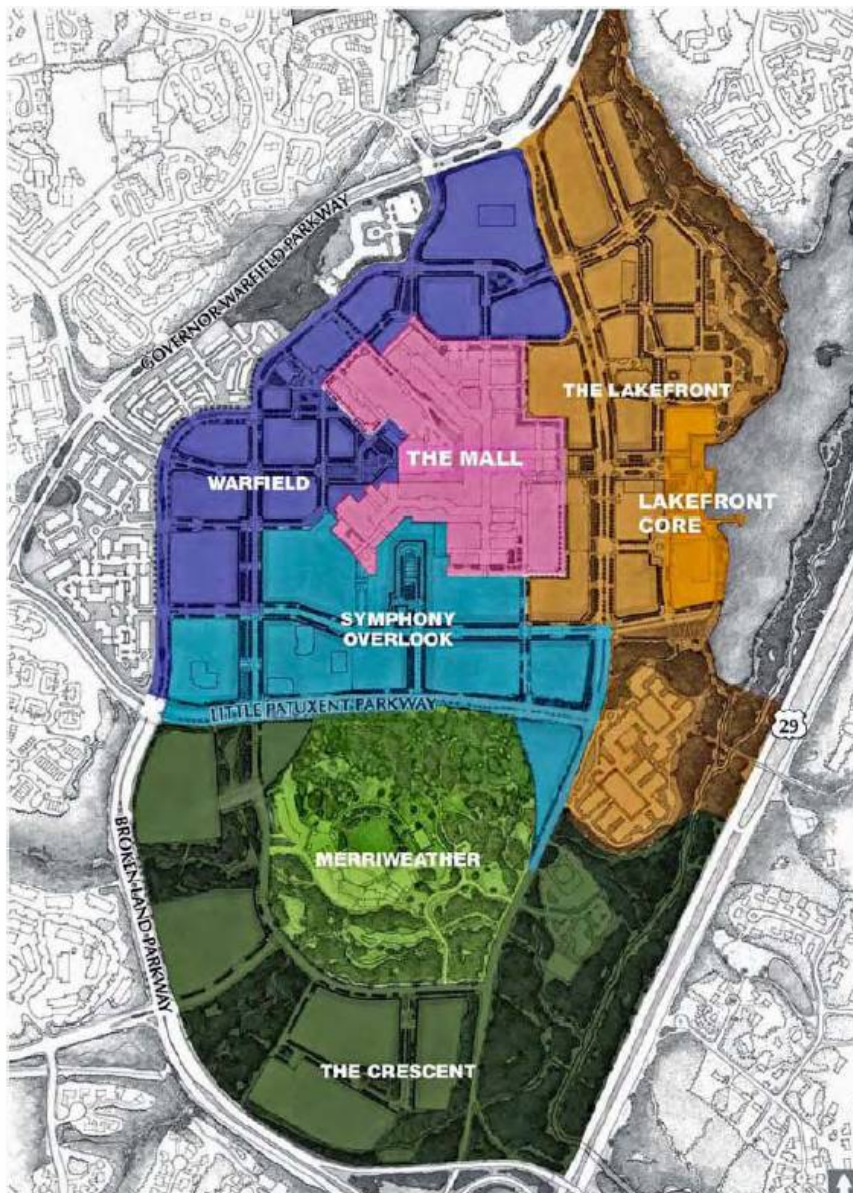 GOVERNOR WARFIELD PARKWAY
THE LAKEFRONT
THE MALL
WARFIELD
LAKEFRONT
CORE
SYMPHONY
OVERLOOK
LITTLE PATUXENT PARKWAY
29
BROKEN LAND PARKWAY
MERRIWEATHER
THE CRESCENT